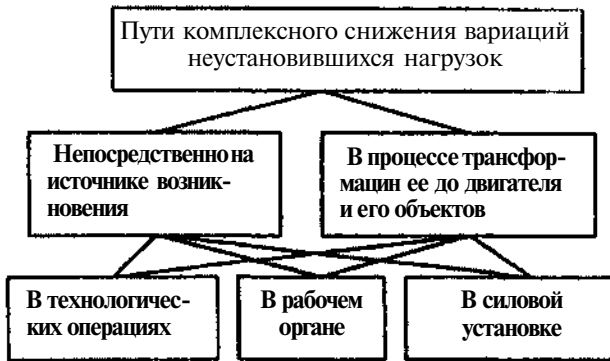 Пути комплексного снижения вариаций
неустановившихся нагрузок
Непосредственно на
источнике возник-
новения
В процессе трансфор-
мацин ее до двигателя
и его объектов
В технологичес-
ких операциях
В рабочем
органе
В силовой
установке